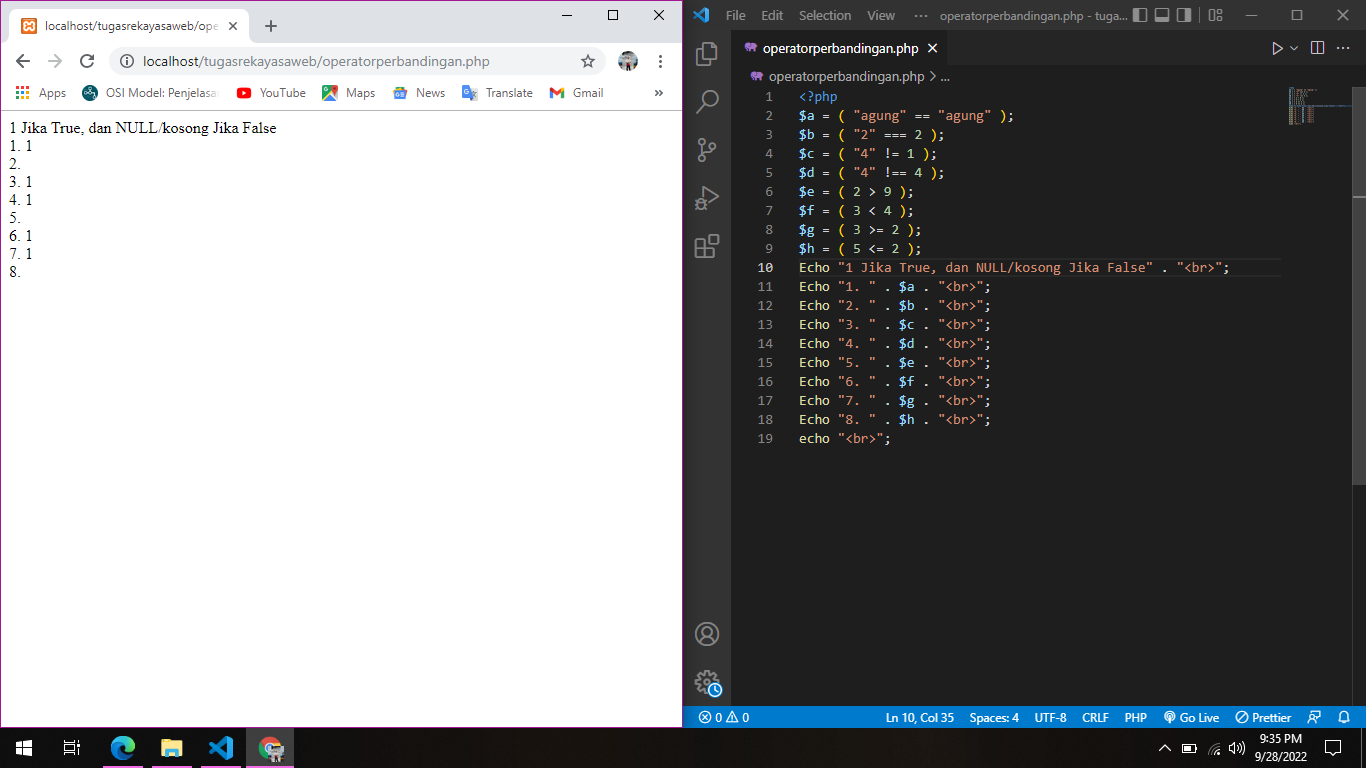 localhost/tugasrekayasaweb/ope
localhost/tugasrekayasaweb/operatorperbandingan.php
Apps OSI Model: Penjelasa YouTube Maps News Translate Gmail »
1 Jika True, dan NULL/kosong Jika False
1. 1
2.
3. 1
4. 1
5.
6. 1
7. 1
8.
File Edit Selection View ··· operatorperbandingan.php - tuga...
operatorperbandingan.php
operatorperbandingan.php > ...
1 <?php
2 $a = ( "agung" == "agung" );
3 $b = ( "2" === 2 );
4 $c = ( "4" != 1 );
5 $d = ( "4" !== 4 );
6 $e = ( 2 > 9 );
7 $f = ( 3 < 4 );
8 $g = ( 3 >= 2 );
9 $h = ( 5 <= 2 );
10 Echo "1 Jika True, dan NULL/kosong Jika False" . "<br>";
11 Echo "1. " . $a . "<br>";
12 Echo "2. " . $b . "<br>";
13 Echo "3. " . $c . "<br>";
14 Echo "4. " . $d . "<br>";
15 Echo "5. " . $e . "<br>";
16 Echo "6. " . $f . "<br>";
17 Echo "7. " . $g . "<br>";
18 Echo "8. " . $h . "<br>";
19 echo "<br>";
0 0 Ln 10, Col 35 Spaces: 4 UTF-8 CRLF PHP Go Live Prettier
9:35 PM
9/28/2022